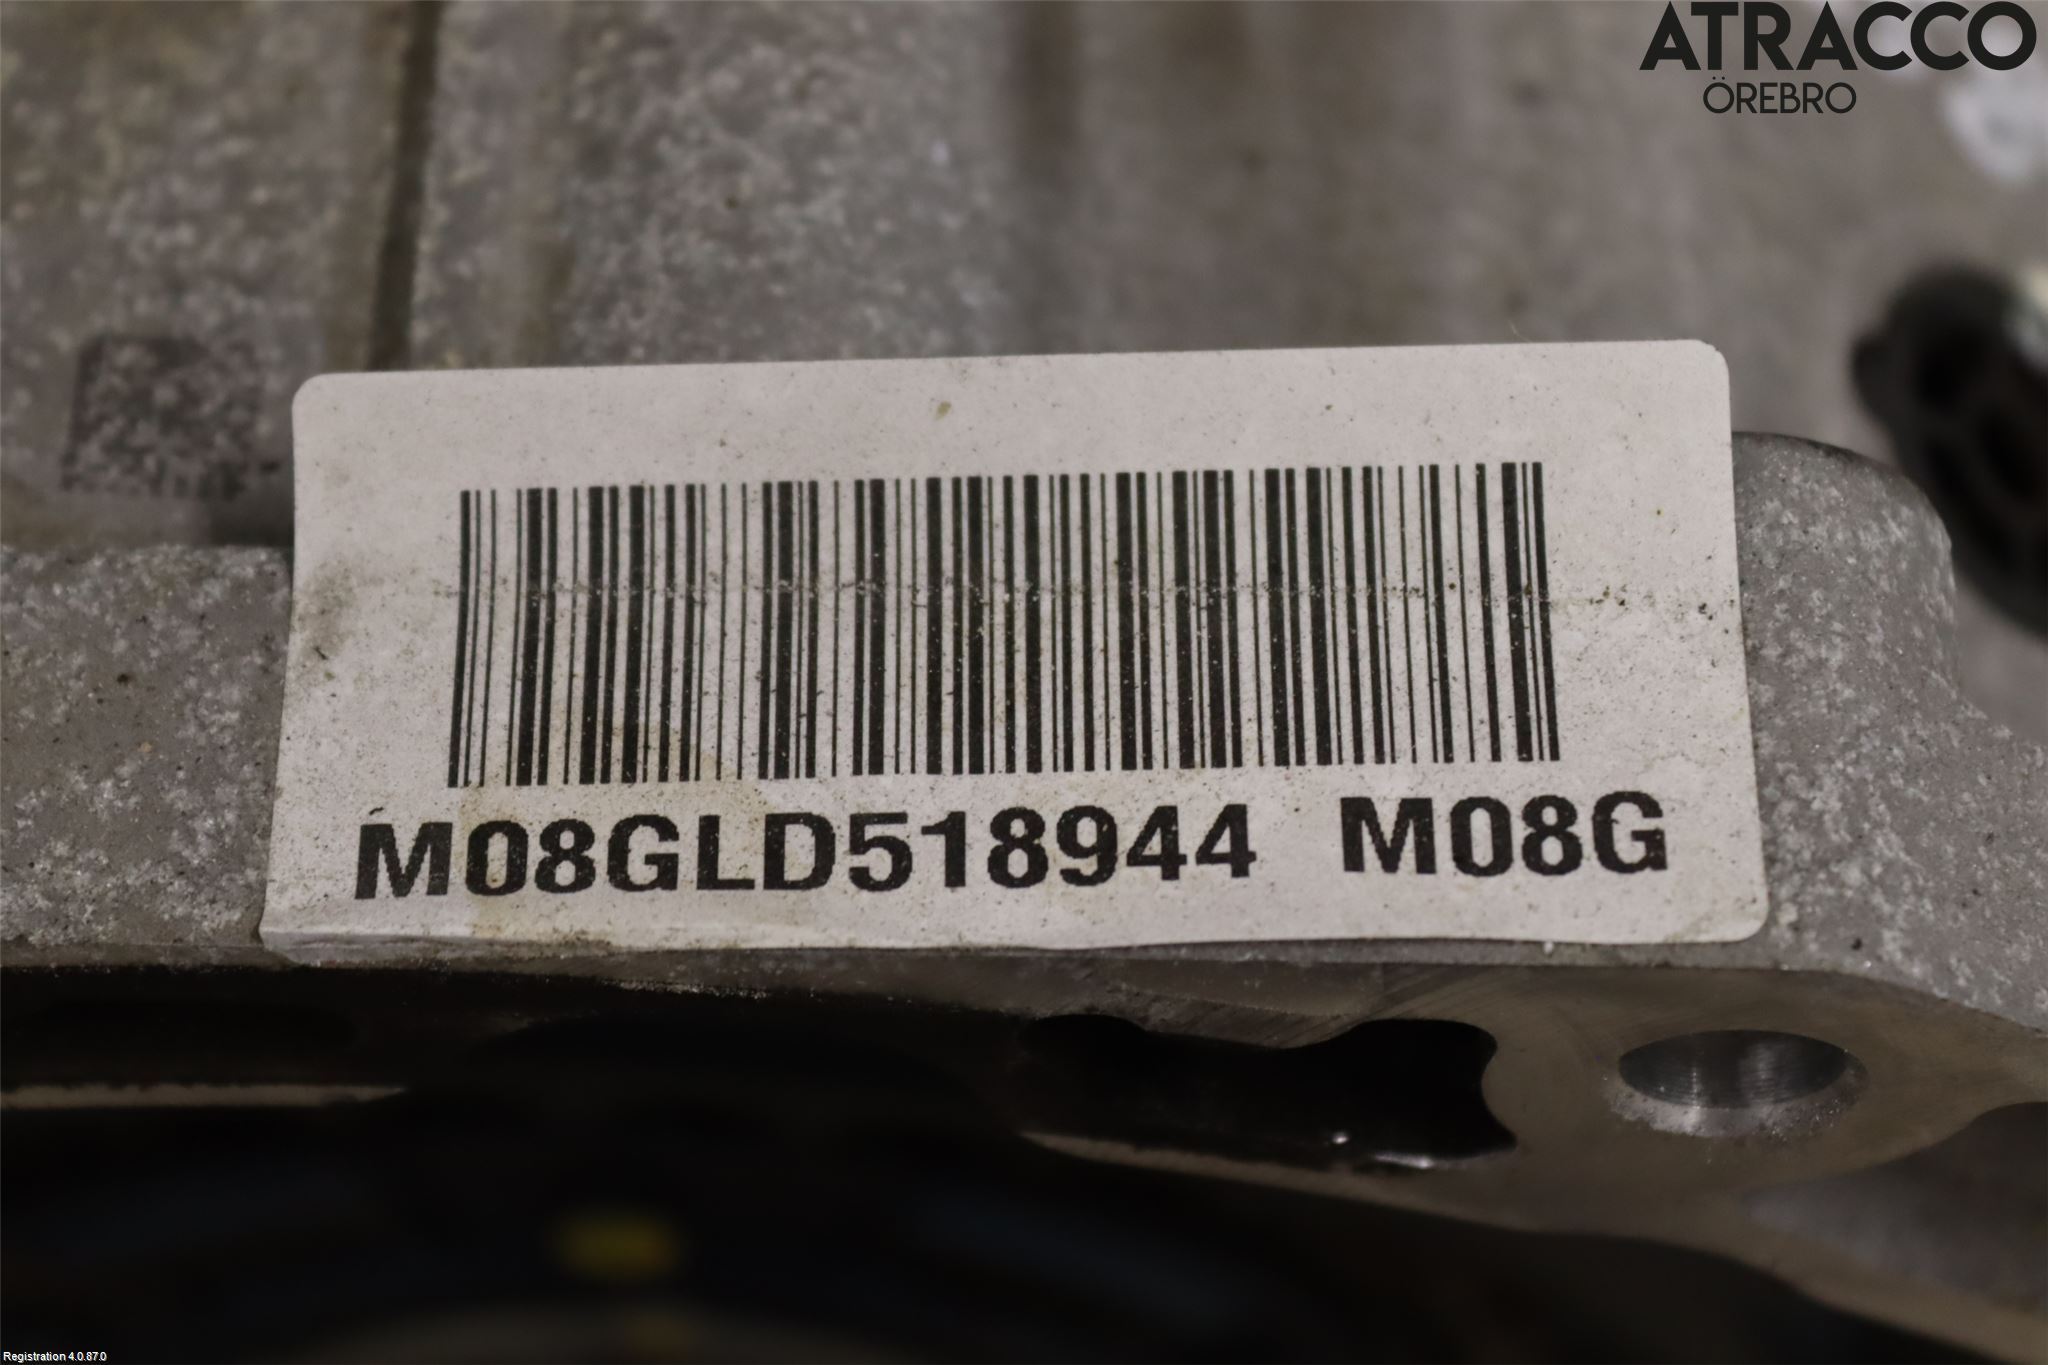 ATRACCO
ÖREBRO
M08GLD518944 M08G
Registration 4.0.87.0